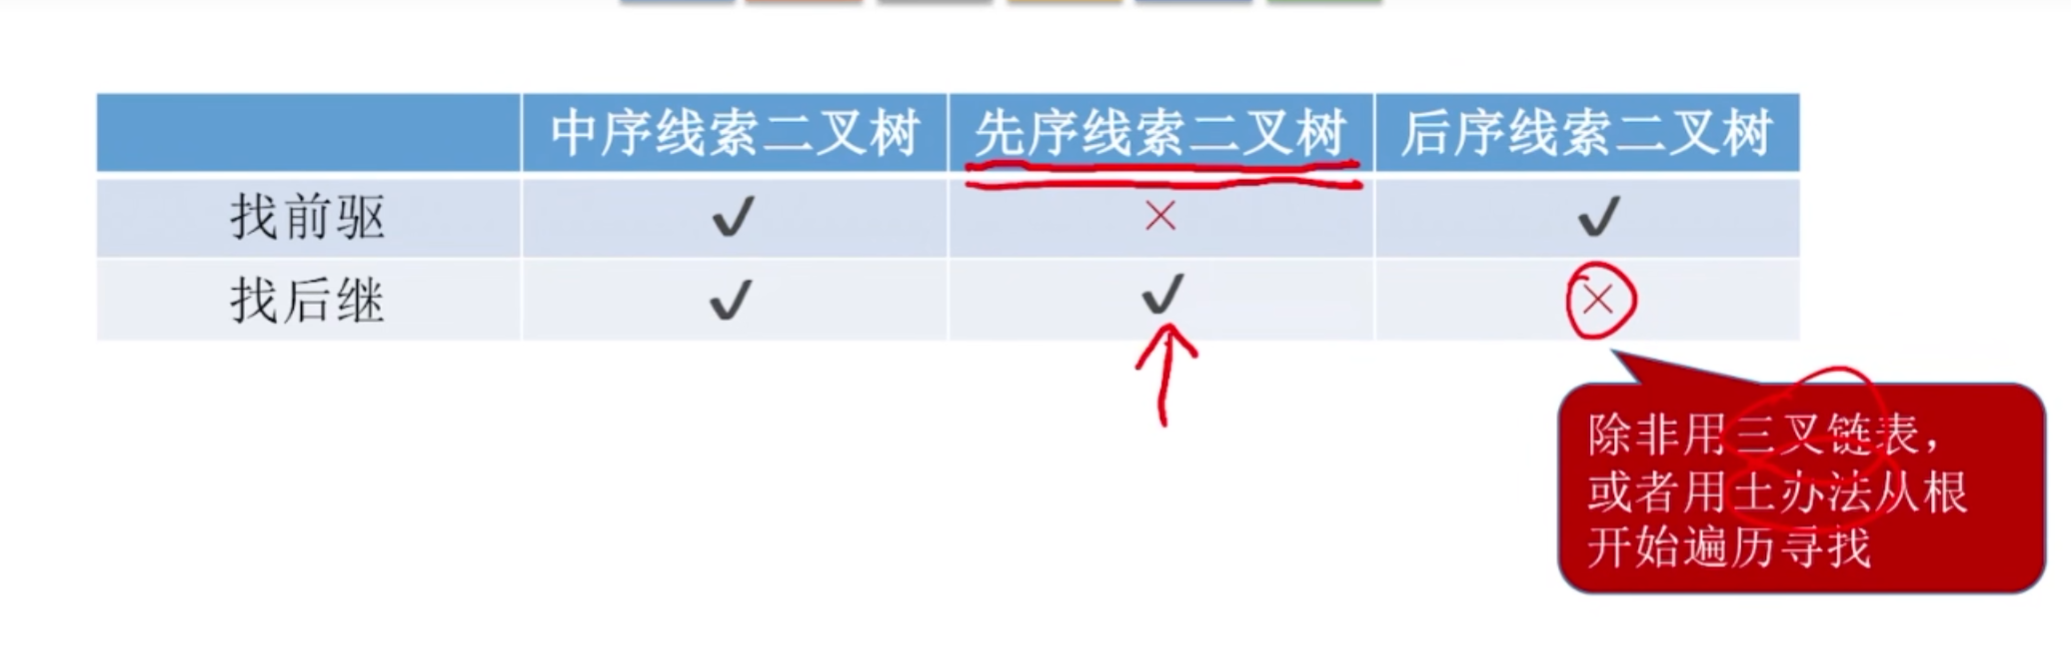 中序线索二叉树 先序线索二叉树 后序线索二叉树
找前驱 ✓ × ✓
找后继 ✓ ✓ ×
除非用三叉链表，
或者用土办法从根
开始遍历寻找